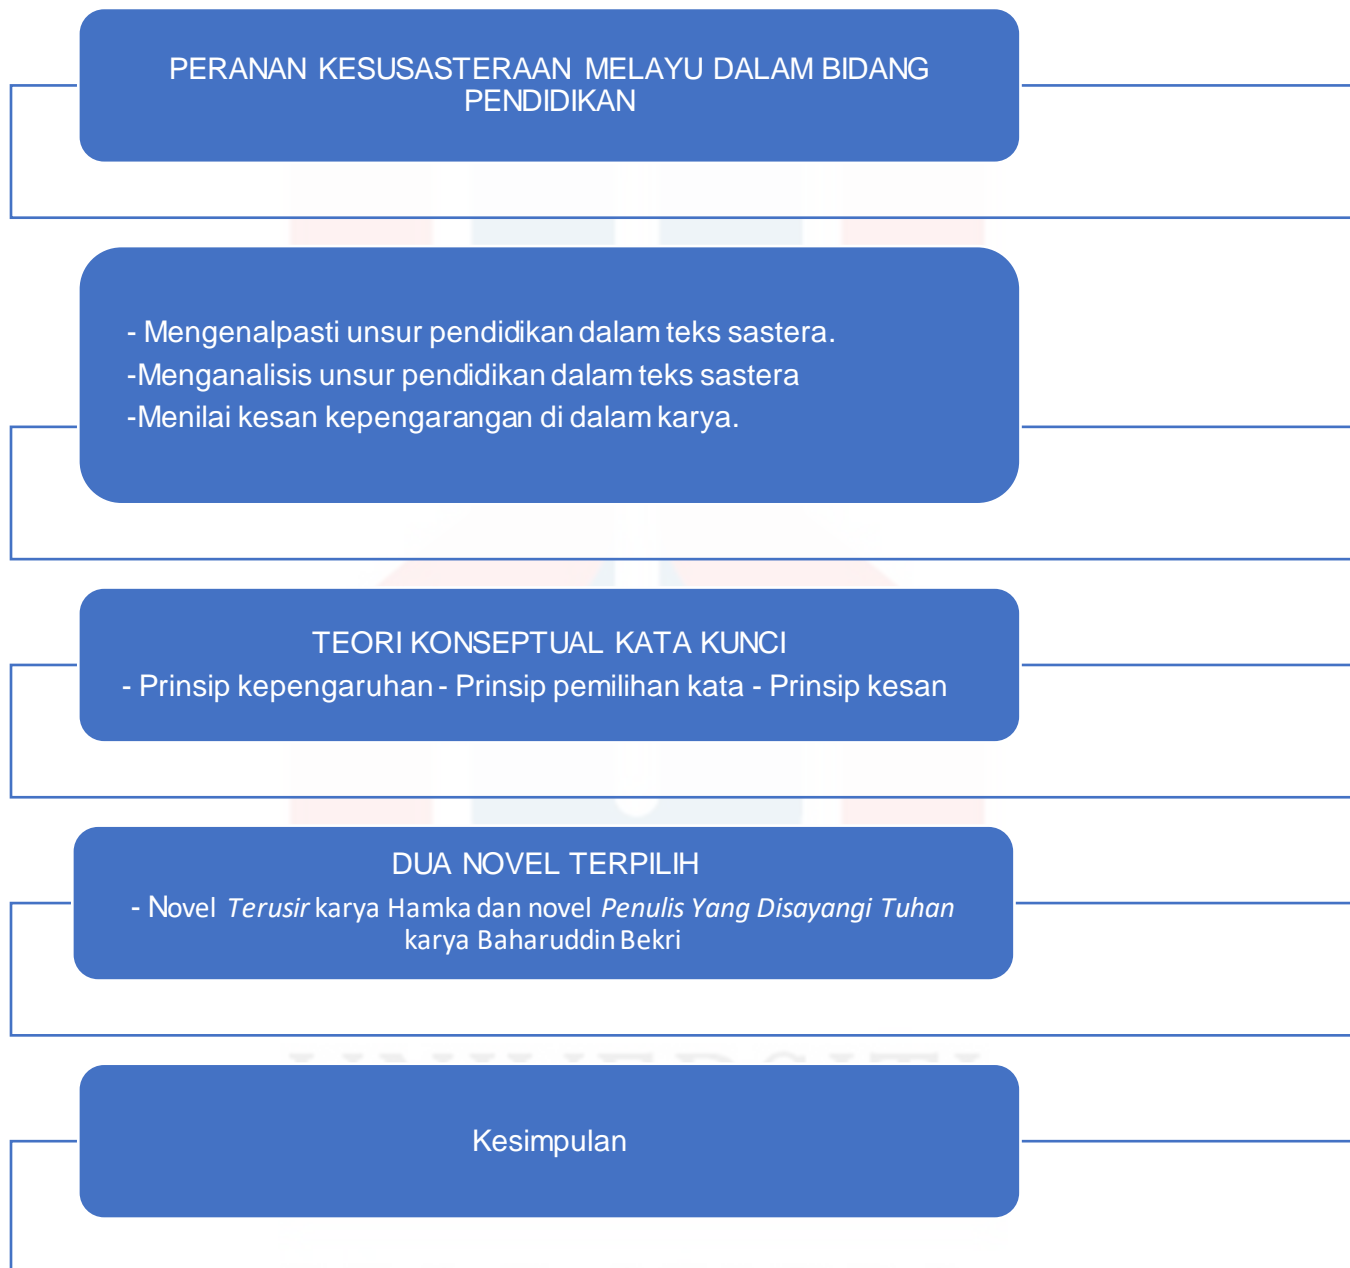 PERANAN KESUSASTERAAN MELAYU DALAM BIDANG
PENDIDIKAN
- Mengenalpasti unsur pendidikan dalam teks sastera.
-Menganalisis unsur pendidikan dalam teks sastera
-Menilai kesan kepengarangan di dalam karya.
TEORI KONSEPTUAL KATA KUNCI
- Prinsip kepengaruhan - Prinsip pemilihan kata - Prinsip kesan
DUA NOVEL TERPILIH
- Novel Terusir karya Hamka dan novel Penulis Yang Disayangi Tuhan
karya Baharuddin Bekri
Kesimpulan